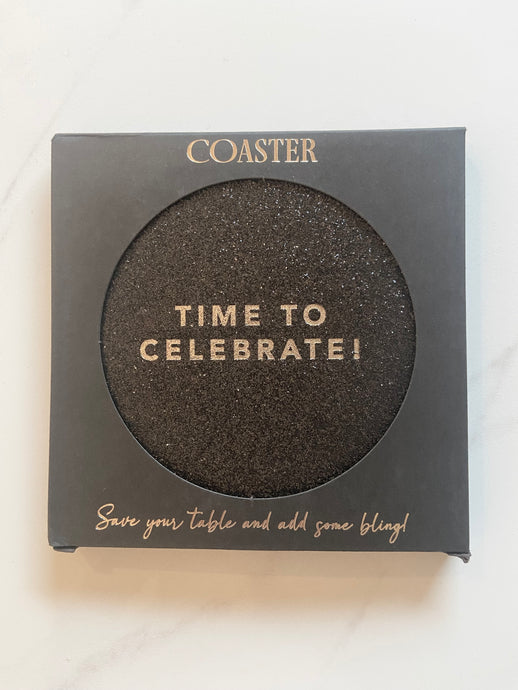 COASTER
TIME TO
CELEBRATE!
Save your table and add some bling!